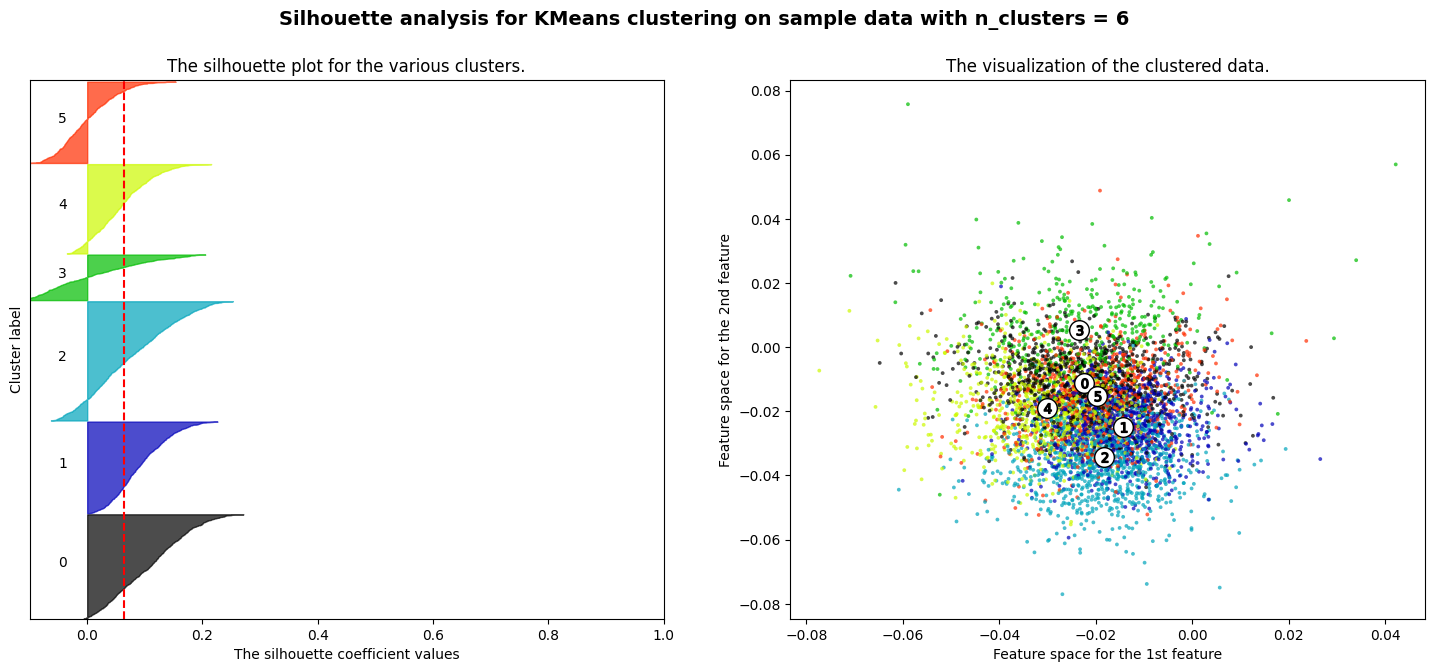 Silhouette analysis for KMeans clustering on sample data with n_clusters = 6
The silhouette plot for the various clusters.
5
4
3
2
1
0
Cluster label
0.0 0.2 0.4 0.6 0.8 1.0
The silhouette coefficient values
The visualization of the clustered data.
0.08
0.06
0.04
0.02
0.00
−0.02
−0.04
−0.06
−0.08
Feature space for the 2nd feature
3
0
5
4
1
2
−0.08 −0.06 −0.04 −0.02 0.00 0.02 0.04
Feature space for the 1st feature